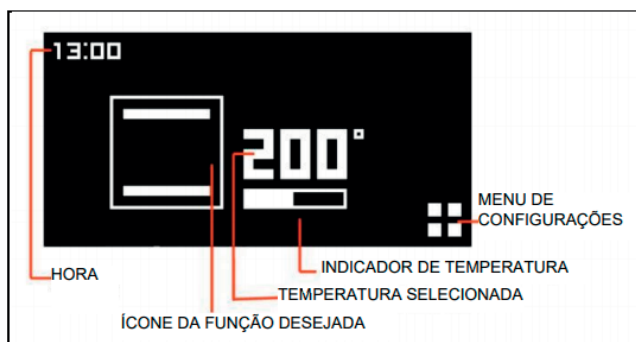 13:00
200°
MENU DE
CONFIGURAÇÕES
INDICADOR DE TEMPERATURA
HORA
TEMPERATURA SELECIONADA
ÍCONE DA FUNÇÃO DESEJADA